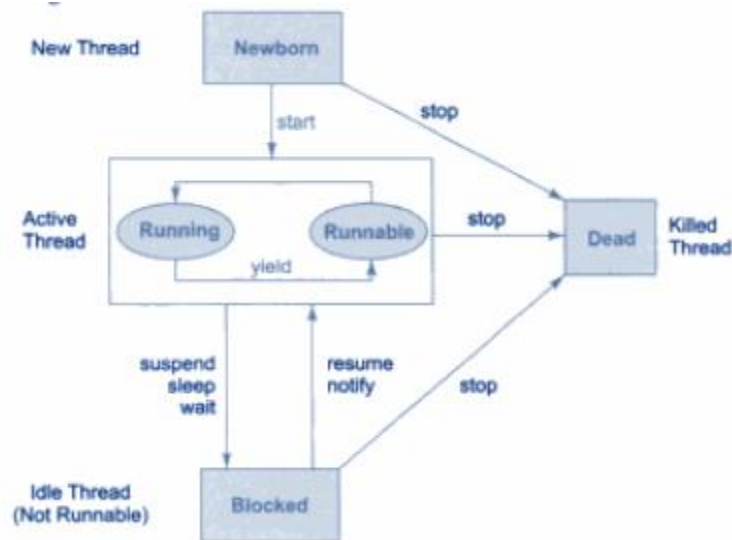 New Thread
Newborn
start
stop
Active
Thread
Running
Runnable
yield
stop
Dead
Killed
Thread
suspend
sleep
wait
resume
notify
stop
Idle Thread
(Not Runnable)
Blocked